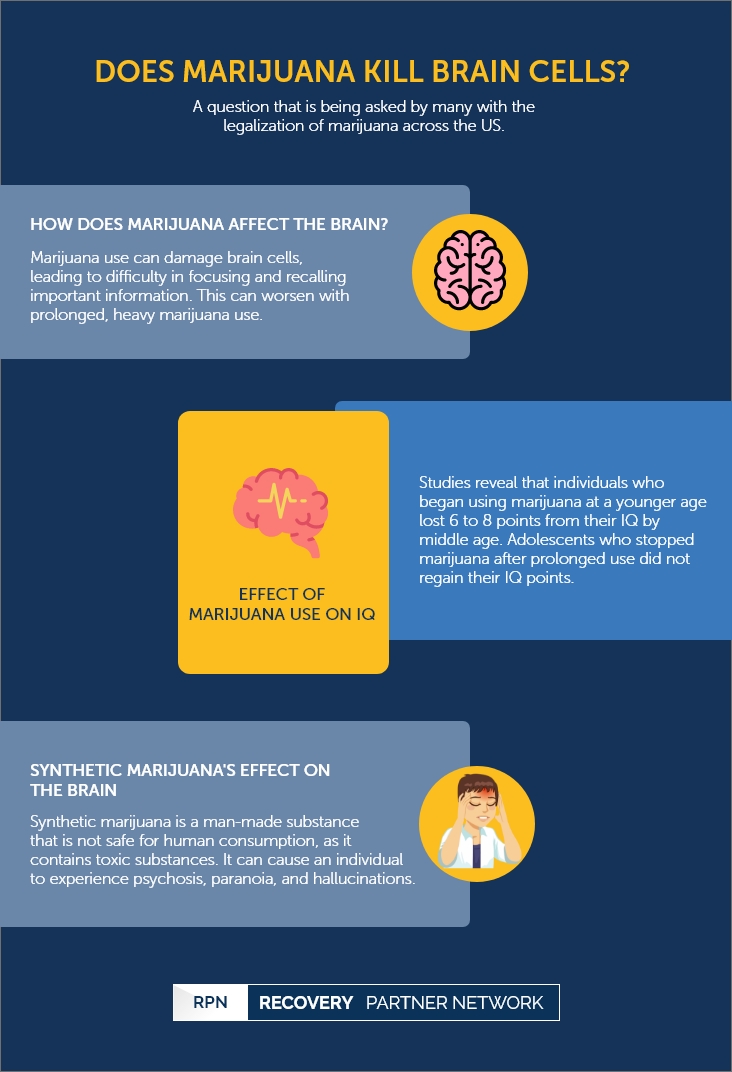 DOES MARIJUANA KILL BRAIN CELLS?
A question that is being asked by many with the
legalization of marijuana across the US.
HOW DOES MARIJUANA AFFECT THE BRAIN?
Marijuana use can damage brain cells,
leading to difficulty in focusing and recalling
important information. This can worsen with
prolonged, heavy marijuana use.
EFFECT OF
MARIJUANA USE ON IQ
Studies reveal that individuals who
began using marijuana at a younger age
lost 6 to 8 points from their IQ by
middle age. Adolescents who stopped
marijuana after prolonged use did not
regain their IQ points.
SYNTHETIC MARIJUANA'S EFFECT ON
THE BRAIN
Synthetic marijuana is a man-made substance
that is not safe for human consumption, as it
contains toxic substances. It can cause an individual
to experience psychosis, paranoia, and hallucinations.
RPN RECOVERY PARTNER NETWORK